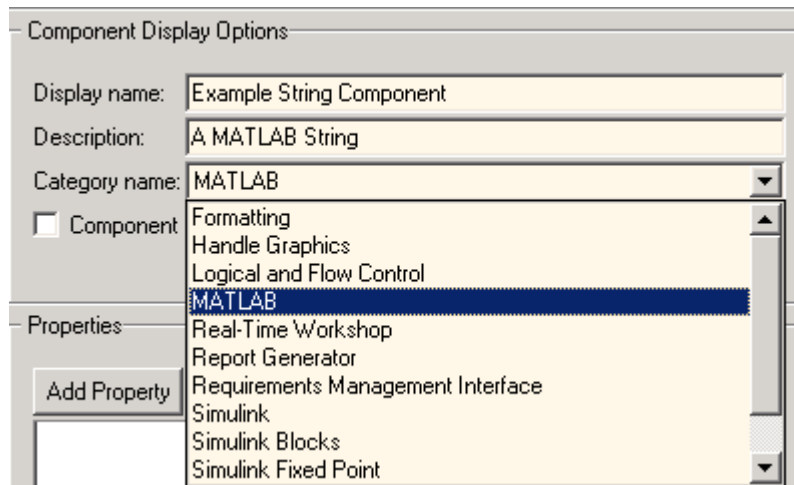 Component Display Options
Display name: Example String Component
Description: A MATLAB String
Category name: MATLAB
Component
Formatting
Handle Graphics
Logical and Flow Control
MATLAB
Properties
Real-Time Workshop
Report Generator
Add Property
Requirements Management Interface
Simulink
Simulink Blocks
Simulink Fixed Point